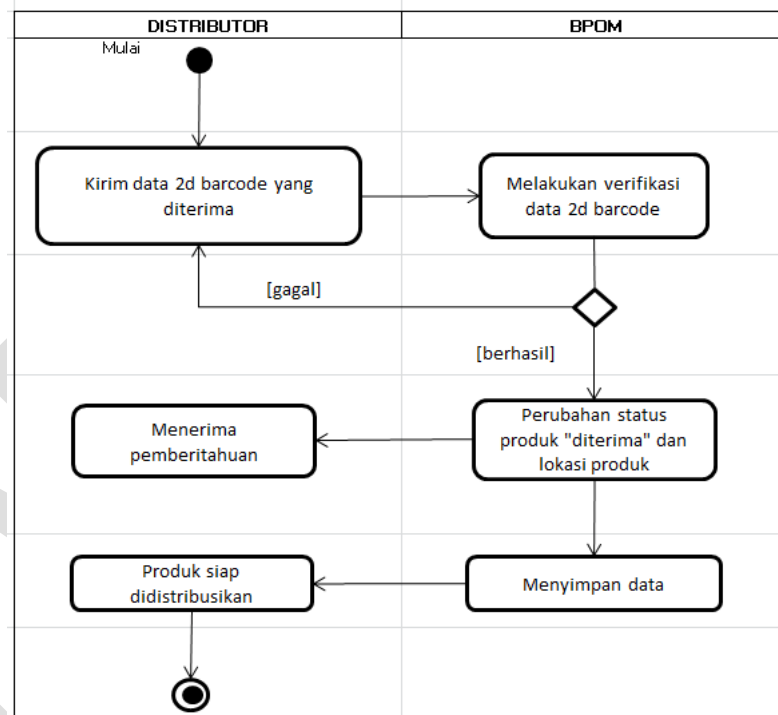 DISTRIBUTOR
BPOM
Mulai
Kirim data 2d barcode yang
diterima
Melakukan verifikasi
data 2d barcode
[gagal]
[berhasil]
Menerima
pemberitahuan
Perubahan status
produk "diterima" dan
lokasi produk
Produk siap
didistribusikan
Menyimpan data